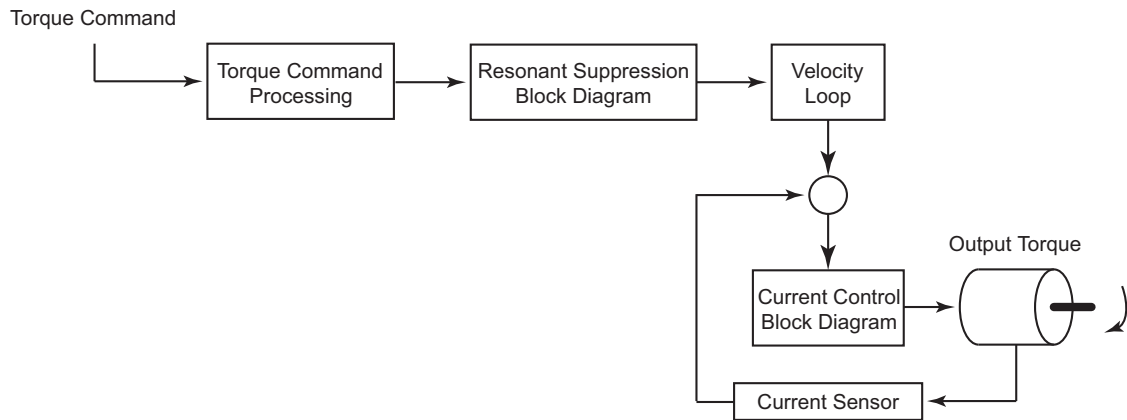 Torque Command
Torque Command
Processing
Resonant Suppression
Block Diagram
Velocity
Loop
Output Torque
Current Control
Block Diagram
Current Sensor